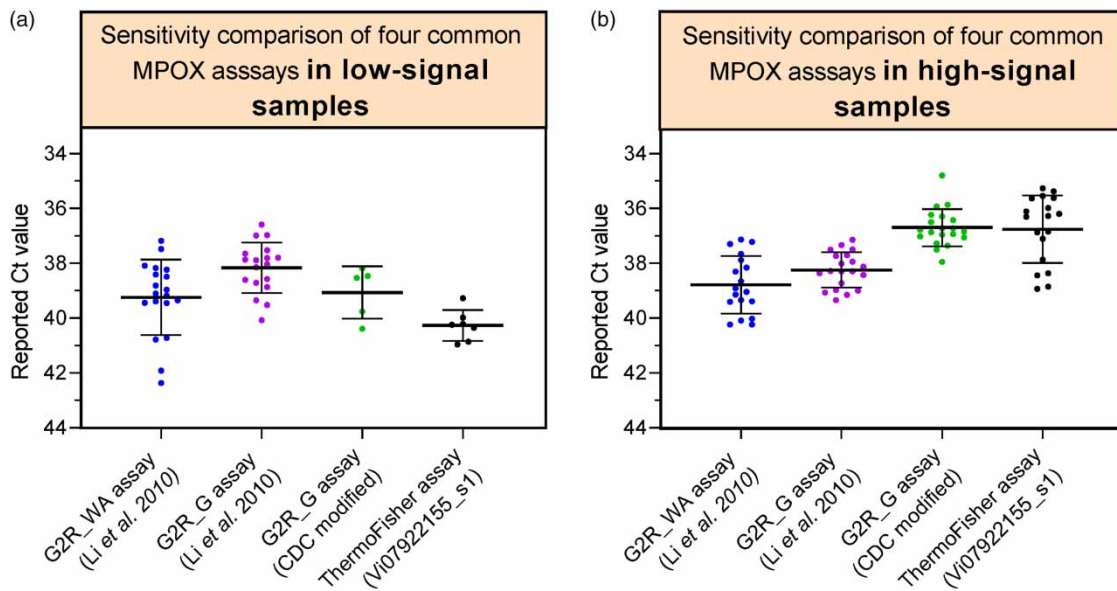 (a)
Sensitivity comparison of four common
MPOX asssays in low-signal
samples
Reported Ct value
34
36
38
40
42
44
G2R_WA assay
(Li et al. 2010)
G2R_G assay
(Li et al. 2010)
G2R_G assay
(CDC modified)
ThermoFisher assay
(Vi07922155_s1)
(b)
Sensitivity comparison of four common
MPOX asssays in high-signal
samples
Reported Ct value
34
36
38
40
42
44
G2R_WA assay
(Li et al. 2010)
G2R_G assay
(Li et al. 2010)
G2R_G assay
(CDC modified)
ThermoFisher assay
(Vi07922155_s1)